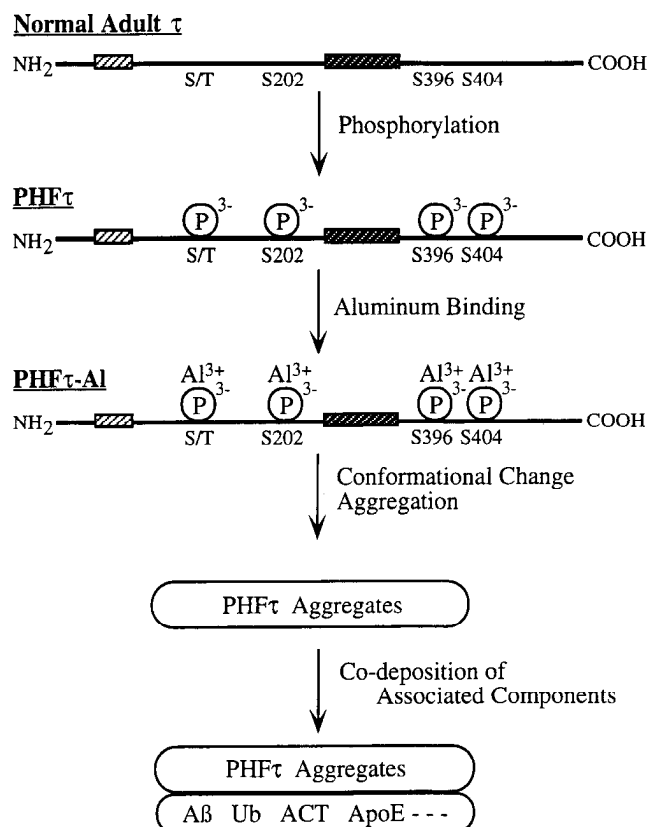 Normal Adult τ
NH2 COOH
S/T S202 S396 S404
Phosphorylation
PHFτ
P 3- P 3- P 3- P 3-
NH2 COOH
S/T S202 S396 S404
Aluminum Binding
PHFτ-Al
Al3+ Al3+ Al3+ Al3+
P 3- P 3- P 3- P 3-
NH2 COOH
S/T S202 S396 S404
Conformational Change
Aggregation
PHFτ Aggregates
Co-deposition of
Associated Components
PHFτ Aggregates
Aß Ub ACT ApoE - - -